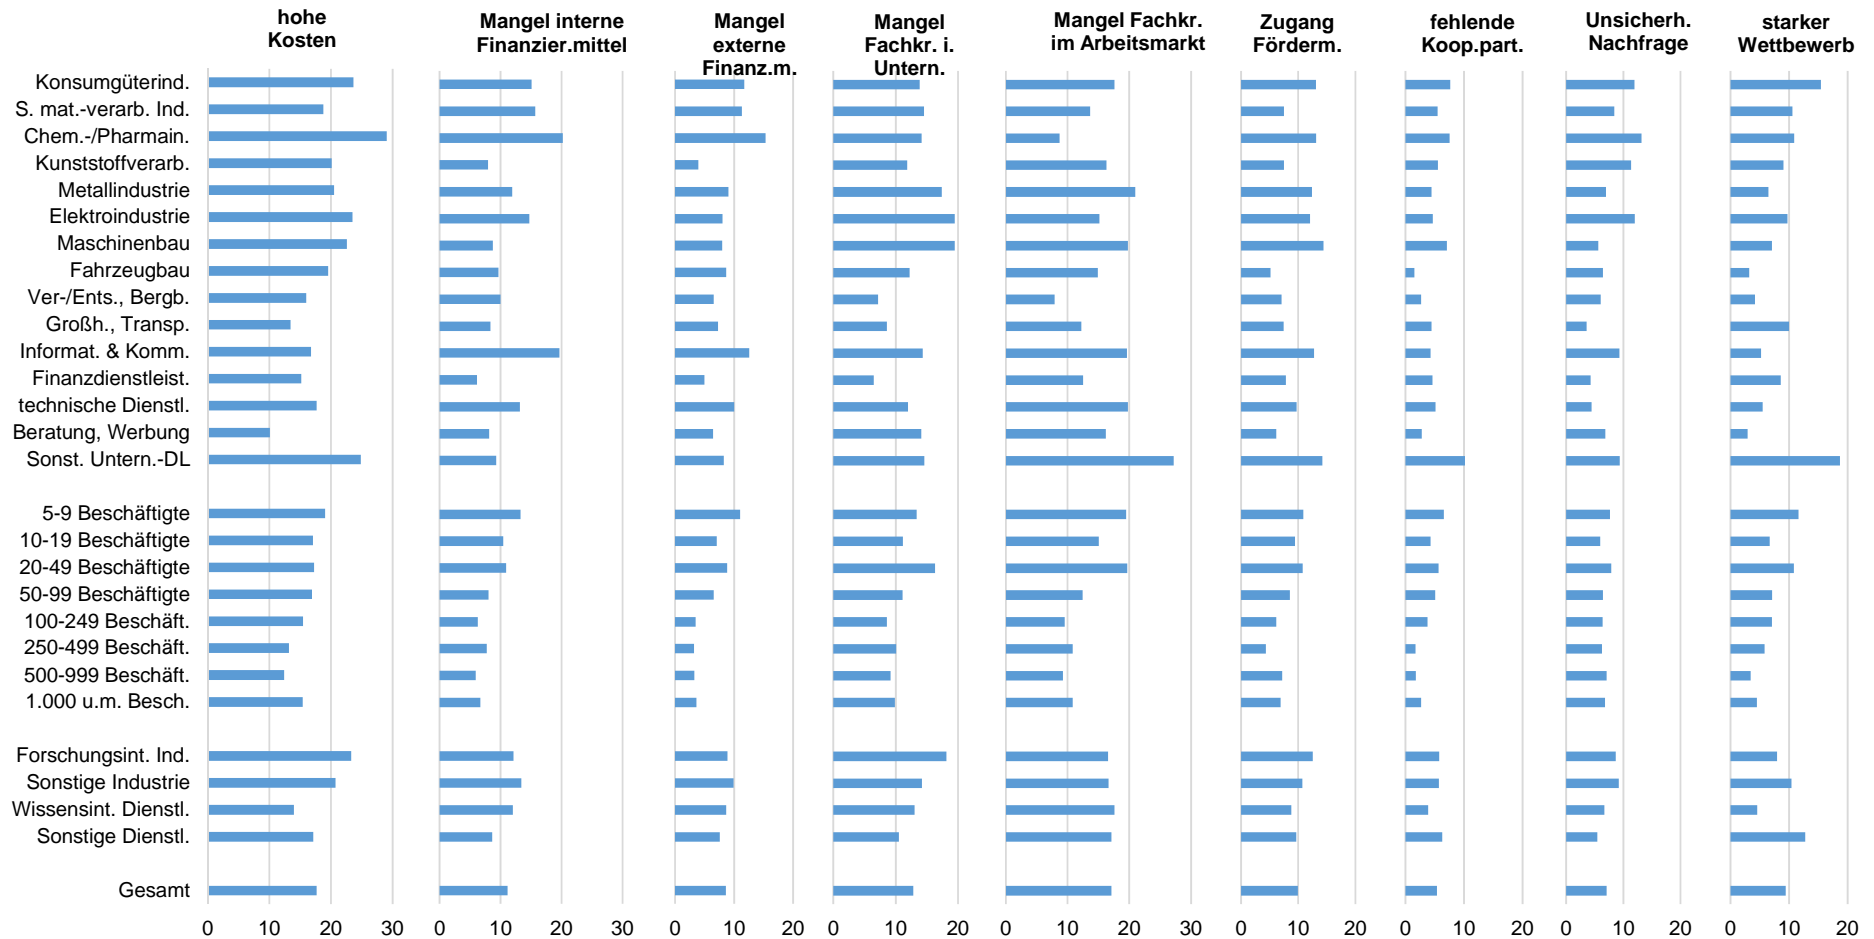 hohe
Kosten
Mangel interne
Finanzier.mittel
Mangel
externe
Finanz.m.
Mangel
Fachkr. i.
Untern.
Mangel Fachkr.
im Arbeitsmarkt
Zugang
Förderm.
fehlende
Koop.part.
Unsicherh.
Nachfrage
starker
Wettbewerb
Konsumgüterind.
S. mat.-verarb. Ind.
Chem.-/Pharmain.
Kunststoffverarb.
Metallindustrie
Elektroindustrie
Maschinenbau
Fahrzeugbau
Ver-/Ents., Bergb.
Großh., Transp.
Informat. & Komm.
Finanzdienstleist.
technische Dienstl.
Beratung, Werbung
Sonst. Untern.-DL
5-9 Beschäftigte
10-19 Beschäftigte
20-49 Beschäftigte
50-99 Beschäftigte
100-249 Beschäft.
250-499 Beschäft.
500-999 Beschäft.
1.000 u.m. Besch.
Forschungsint. Ind.
Sonstige Industrie
Wissensint. Dienstl.
Sonstige Dienstl.
Gesamt
0 10 20 30 0 10 20 30 0 10 20 0 10 20 0 10 20 30 0 10 20 0 10 20 0 10 20 0 10 20